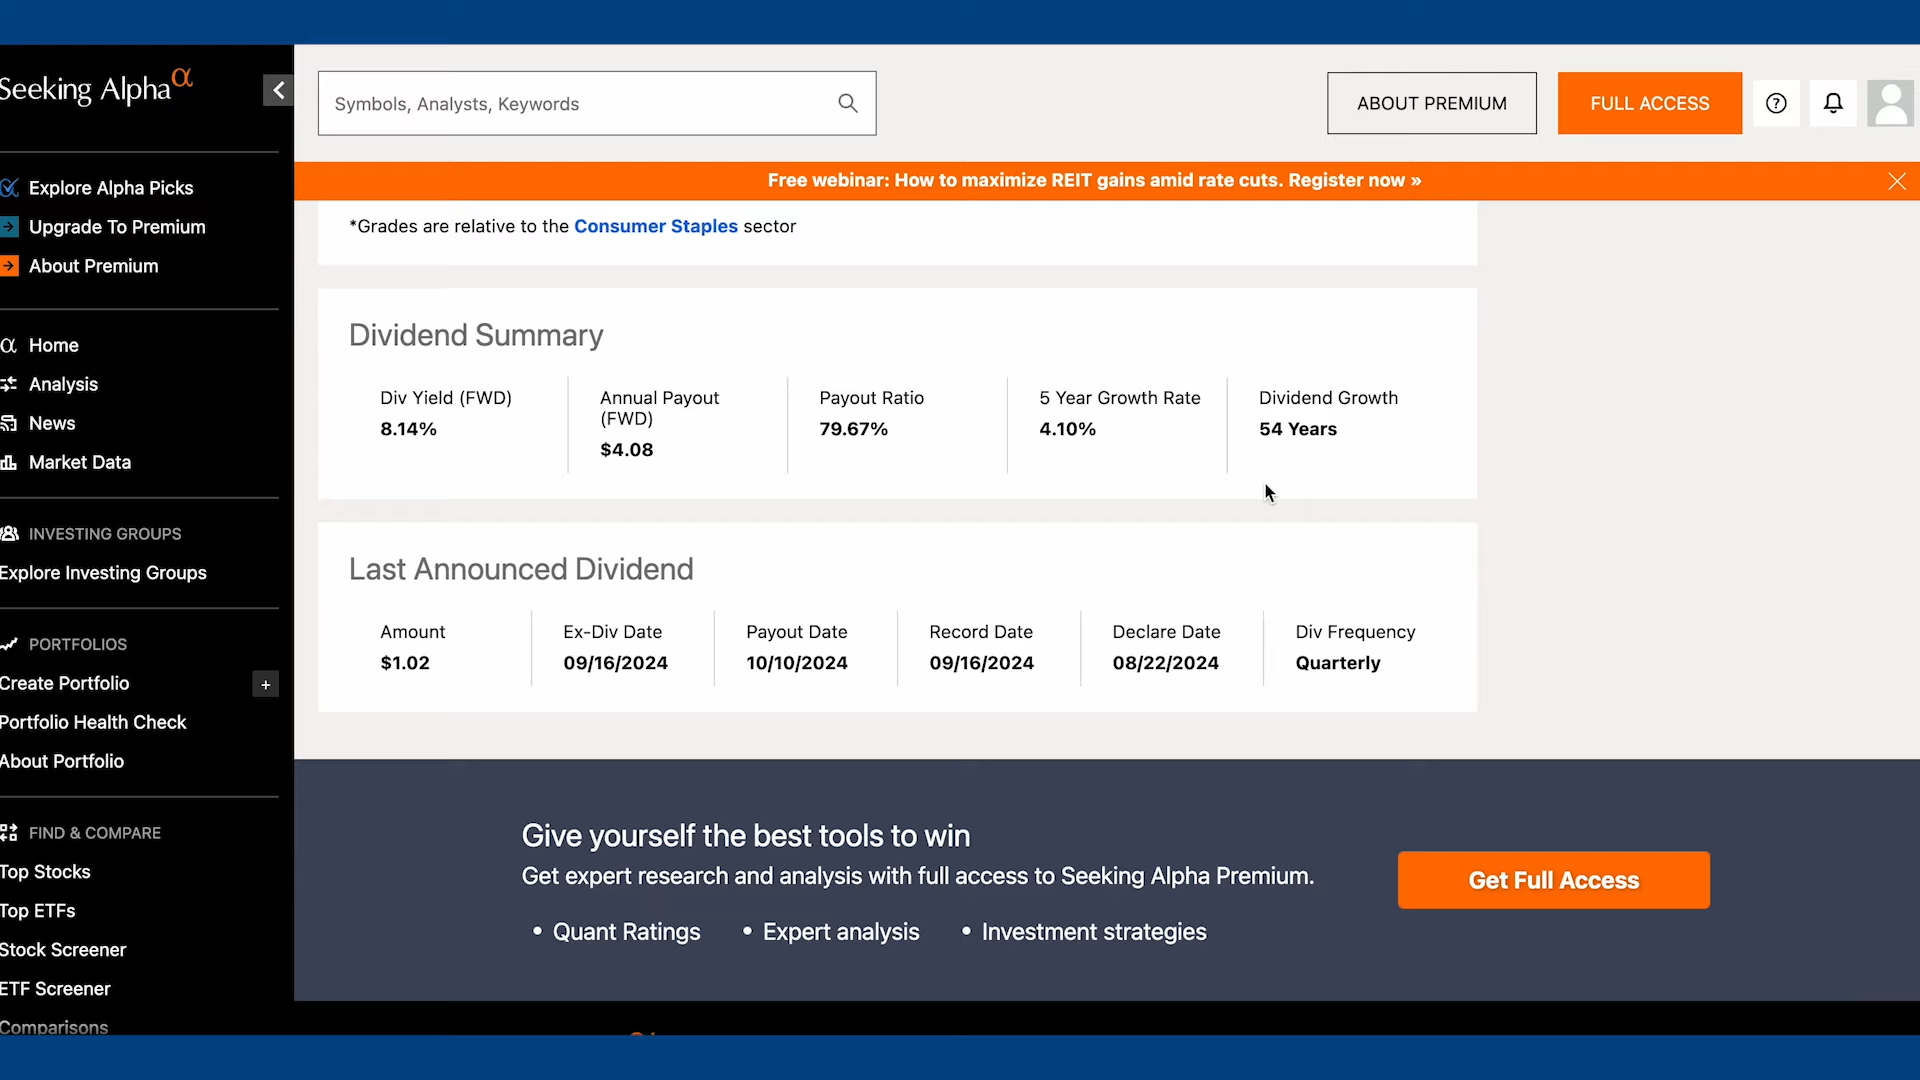 Seeking Alpha α
Symbols, Analysts, Keywords
ABOUT PREMIUM
FULL ACCESS
Free webinar: How to maximize REIT gains amid rate cuts. Register now »
Explore Alpha Picks
Upgrade To Premium
About Premium
Home
Analysis
News
Market Data
INVESTING GROUPS
Explore Investing Groups
PORTFOLIOS
Create Portfolio
+
Portfolio Health Check
About Portfolio
FIND & COMPARE
Top Stocks
Top ETFs
Stock Screener
ETF Screener
Comparisons
*Grades are relative to the Consumer Staples sector
Dividend Summary
Div Yield (FWD)
8.14%
Annual Payout
(FWD)
$4.08
Payout Ratio
79.67%
5 Year Growth Rate
4.10%
Dividend Growth
54 Years
Last Announced Dividend
Amount
$1.02
Ex-Div Date
09/16/2024
Payout Date
10/10/2024
Record Date
09/16/2024
Declare Date
08/22/2024
Div Frequency
Quarterly
Give yourself the best tools to win
Get expert research and analysis with full access to Seeking Alpha Premium.
• Quant Ratings • Expert analysis • Investment strategies
Get Full Access